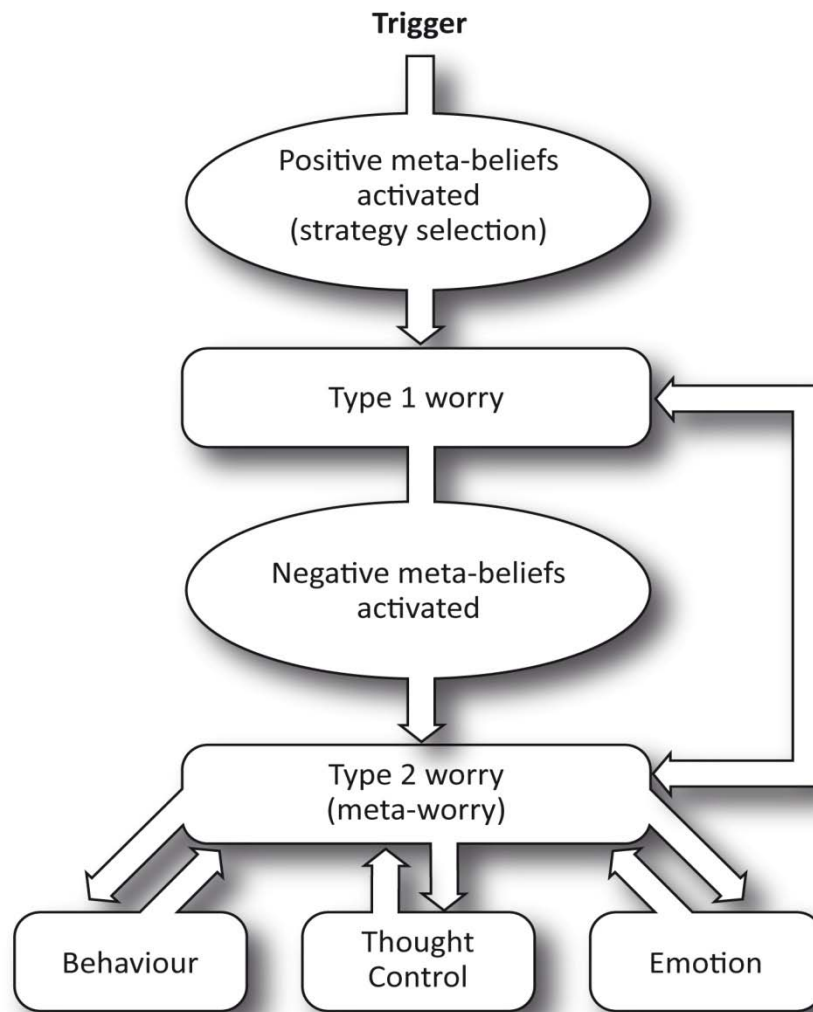 Trigger
Positive meta-beliefs
activated
(strategy selection)
Type 1 worry
Negative meta-beliefs
activated
Type 2 worry
(meta-worry)
Behaviour
Thought
Control
Emotion